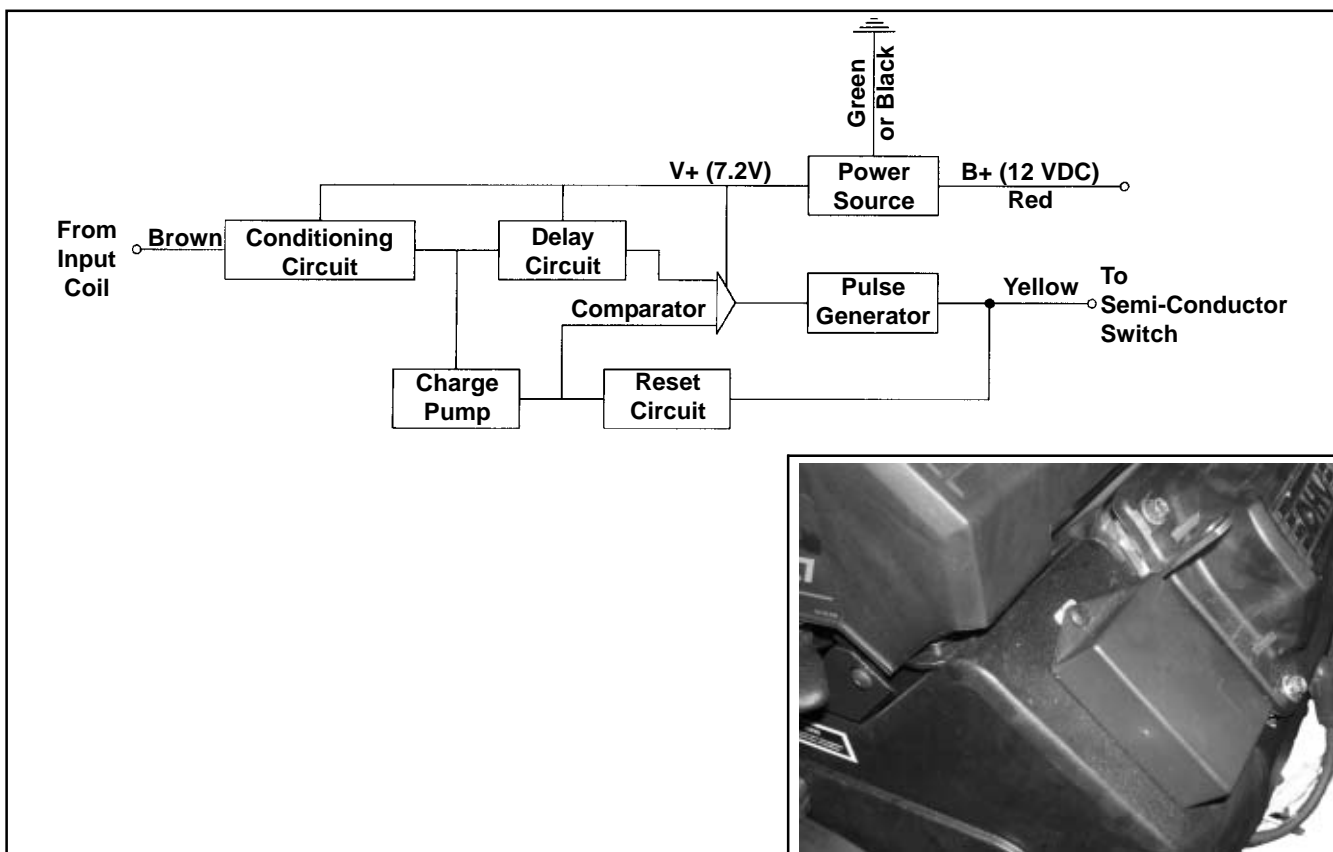 Green
or Black
V+ (7.2V)
Power
Source
B+ (12 VDC)
Red
From
Input
Coil
Brown
Conditioning
Circuit
Delay
Circuit
Comparator
Pulse
Generator
Yellow
To
Semi-Conductor
Switch
Charge
Pump
Reset
Circuit